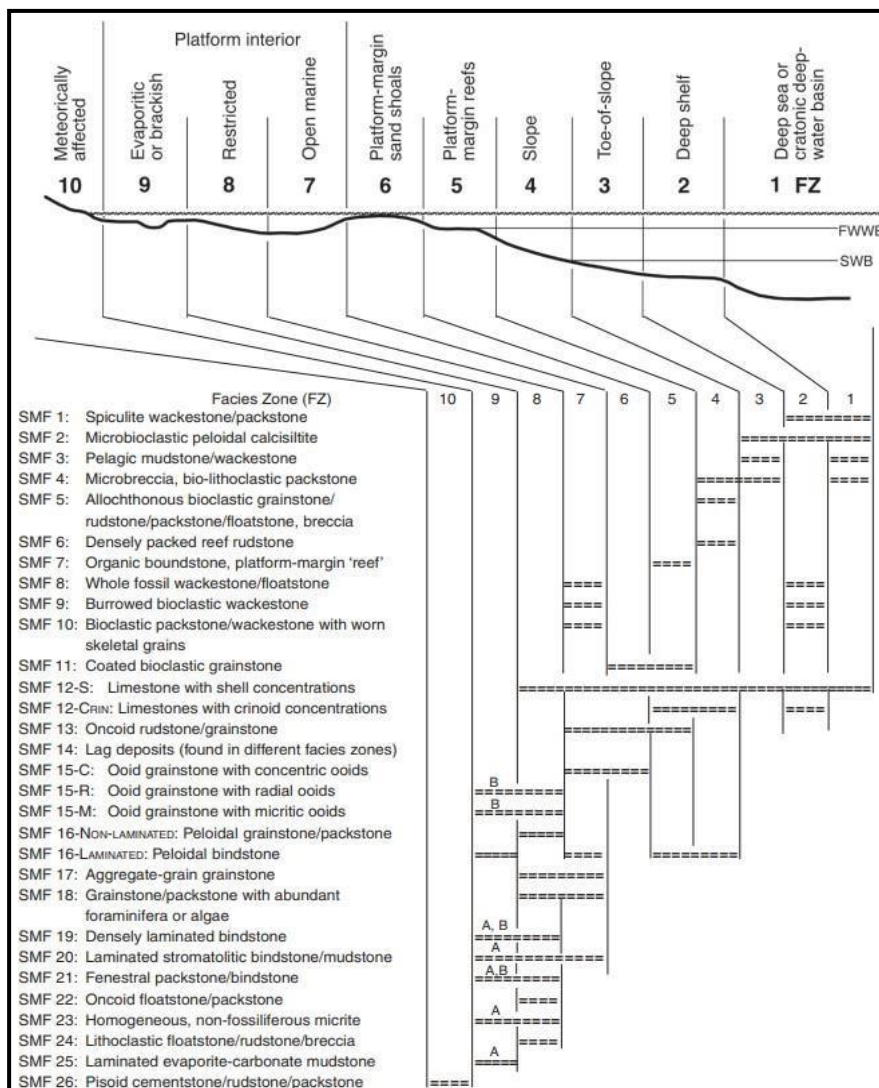 Platform interior
Meteorically
affected
Evaporitic
or brackish
Restricted
Open marine
Platform-margin
sand shoals
Platform-
margin reefs
Slope
Toe-of-slope
Deep shelf
Deep sea or
cratonic deep-
water basin
10 9 8 7 6 5 4 3 2 1 FZ
FWWB
SWB
Facies Zone (FZ) 10 9 8 7 6 5 4 3 2 1
SMF 1: Spiculite wackestone/packstone
SMF 2: Microbioclastic peloidal calcisiltite
SMF 3: Pelagic mudstone/wackestone
SMF 4: Microbreccia, bio-lithoclastic packstone
SMF 5: Allochthonous bioclastic grainstone/
rudstone/packstone/floatstone, breccia
SMF 6: Densely packed reef rudstone
SMF 7: Organic boundstone, platform-margin ‘reef’
SMF 8: Whole fossil wackestone/floatstone
SMF 9: Burrowed bioclastic wackestone
SMF 10: Bioclastic packstone/wackestone with worn
skeletal grains
SMF 11: Coated bioclastic grainstone
SMF 12-S: Limestone with shell concentrations
SMF 12-CRIN: Limestones with crinoid concentrations
SMF 13: Oncoid rudstone/grainstone
SMF 14: Lag deposits (found in different facies zones)
SMF 15-C: Ooid grainstone with concentric ooids
SMF 15-R: Ooid grainstone with radial ooids B
SMF 15-M: Ooid grainstone with micritic ooids B
SMF 16-NON-LAMINATED: Peloidal grainstone/packstone
SMF 16-LAMINATED: Peloidal bindstone
SMF 17: Aggregate-grain grainstone
SMF 18: Grainstone/packstone with abundant
foraminifera or algae
SMF 19: Densely laminated bindstone A, B
SMF 20: Laminated stromatolitic bindstone/mudstone A
SMF 21: Fenestral packstone/bindstone A,B
SMF 22: Oncoid floatstone/packstone
SMF 23: Homogeneous, non-fossiliferous micrite A
SMF 24: Lithoclastic floatstone/rudstone/breccia
SMF 25: Laminated evaporite-carbonate mudstone A
SMF 26: Pisoid cementstone/rudstone/packstone